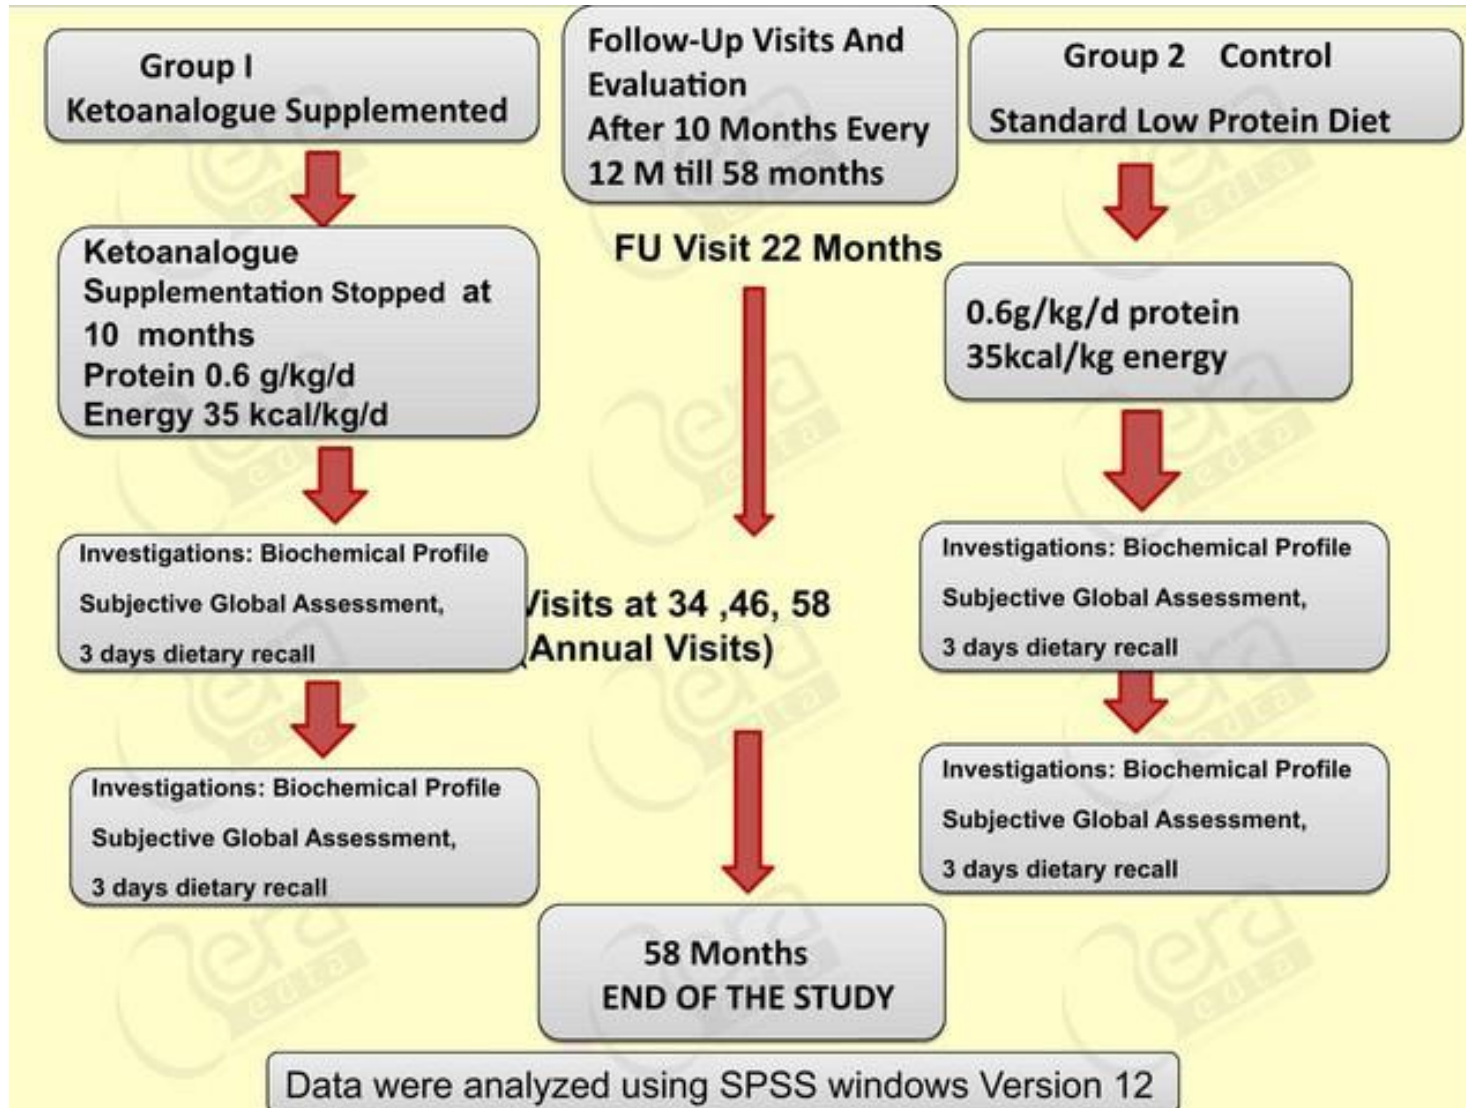 Group I
Ketoanalogue Supplemented
Follow-Up Visits And
Evaluation
After 10 Months Every
12 M till 58 months
Group 2 Control
Standard Low Protein Diet
Ketoanalogue
Supplementation Stopped at
10 months
Protein 0.6 g/kg/d
Energy 35 kcal/kg/d
FU Visit 22 Months
0.6g/kg/d protein
35kcal/kg energy
Investigations: Biochemical Profile
Subjective Global Assessment,
3 days dietary recall
Visits at 34 ,46, 58
(Annual Visits)
Investigations: Biochemical Profile
Subjective Global Assessment,
3 days dietary recall
Investigations: Biochemical Profile
Subjective Global Assessment,
3 days dietary recall
Investigations: Biochemical Profile
Subjective Global Assessment,
3 days dietary recall
58 Months
END OF THE STUDY
Data were analyzed using SPSS windows Version 12
era
edta